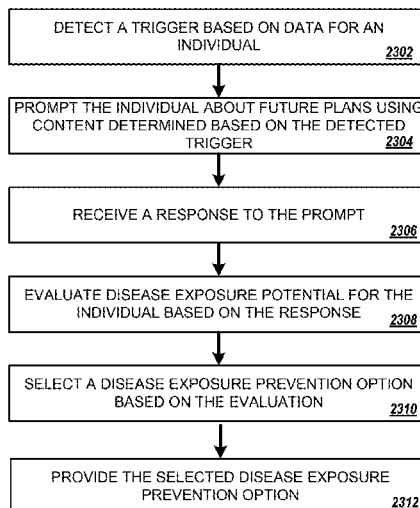 DETECT A TRIGGER BASED ON DATA FOR AN
INDIVIDUAL
2302
PROMPT THE INDIVIDUAL ABOUT FUTURE PLANS USING
CONTENT DETERMINED BASED ON THE DETECTED
TRIGGER
2304
RECEIVE A RESPONSE TO THE PROMPT
2306
EVALUATE DISEASE EXPOSURE POTENTIAL FOR THE
INDIVIDUAL BASED ON THE RESPONSE
2308
SELECT A DISEASE EXPOSURE PREVENTION OPTION
BASED ON THE EVALUATION
2310
PROVIDE THE SELECTED DISEASE EXPOSURE
PREVENTION OPTION
2312